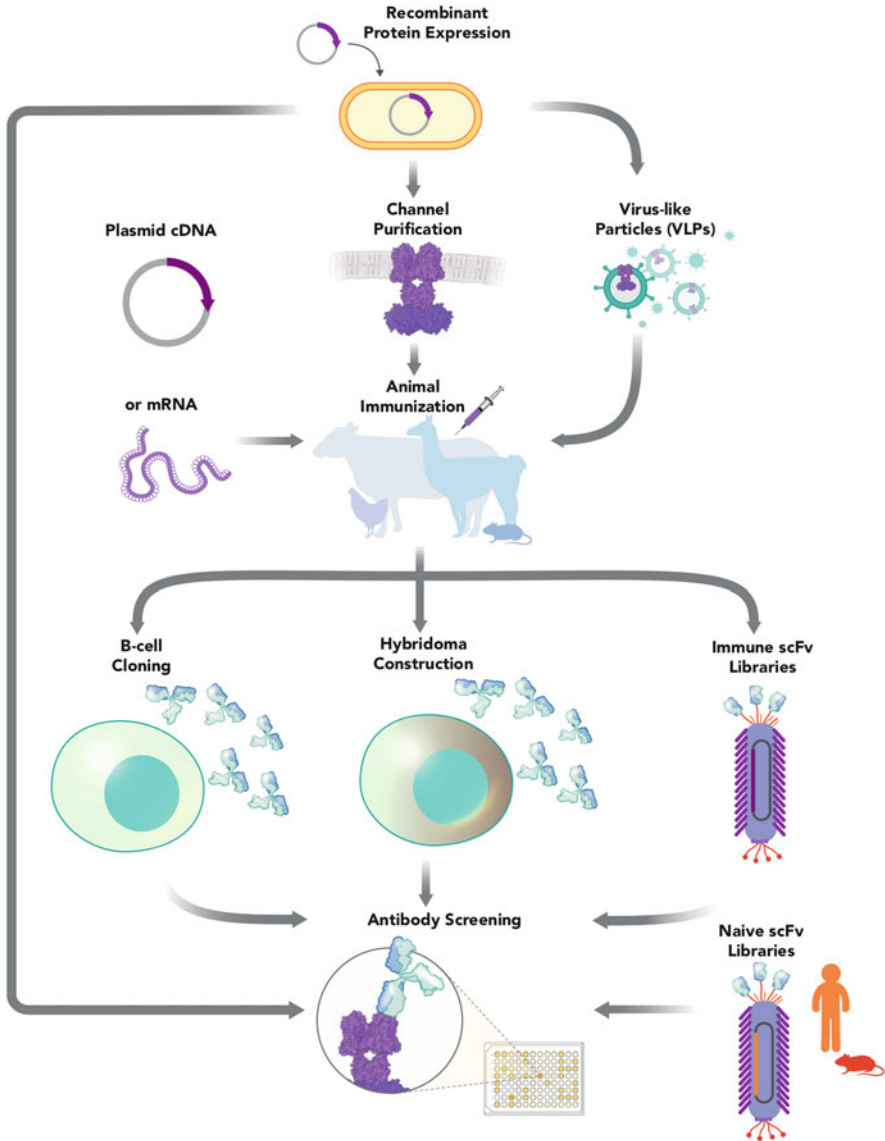 Recombinant
Protein Expression
Channel
Purification
Virus-like
Particles (VLPs)
Plasmid cDNA
or mRNA
Animal
Immunization
B-cell
Cloning
Hybridoma
Construction
Immune scFv
Libraries
Antibody Screening
Naive scFv
Libraries